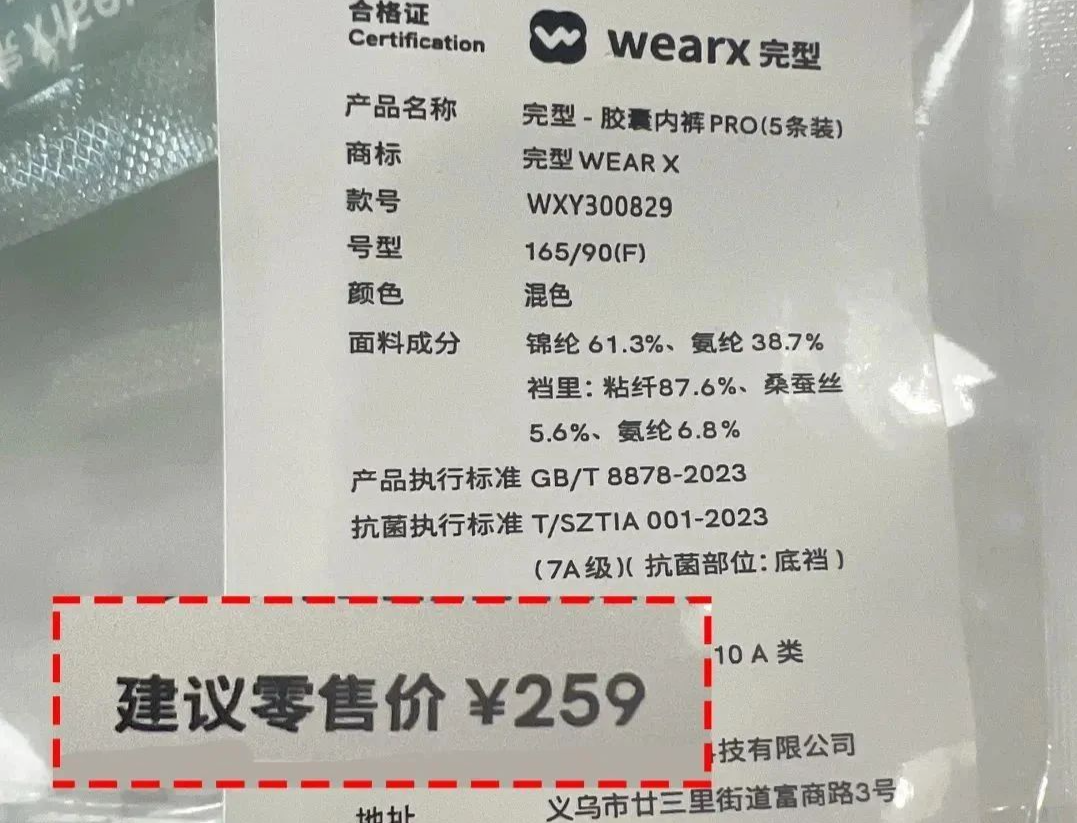 合格证
Certification
wearx 完型
产品名称 完型 - 胶囊内裤PRO(5条装)
商标 完型 WEAR X
款号 WXY300829
号型 165/90(F)
颜色 混色
面料成分 锦纶 61.3%、氨纶 38.7%
裆里: 粘纤87.6%、桑蚕丝
5.6%、氨纶 6.8%
产品执行标准 GB/T 8878-2023
抗菌执行标准 T/SZTIA 001-2023
(7A级)( 抗菌部位: 底裆 )
10 A 类
建议零售价 ¥259
技有限公司
地址 义乌市廿三里街道富商路3号